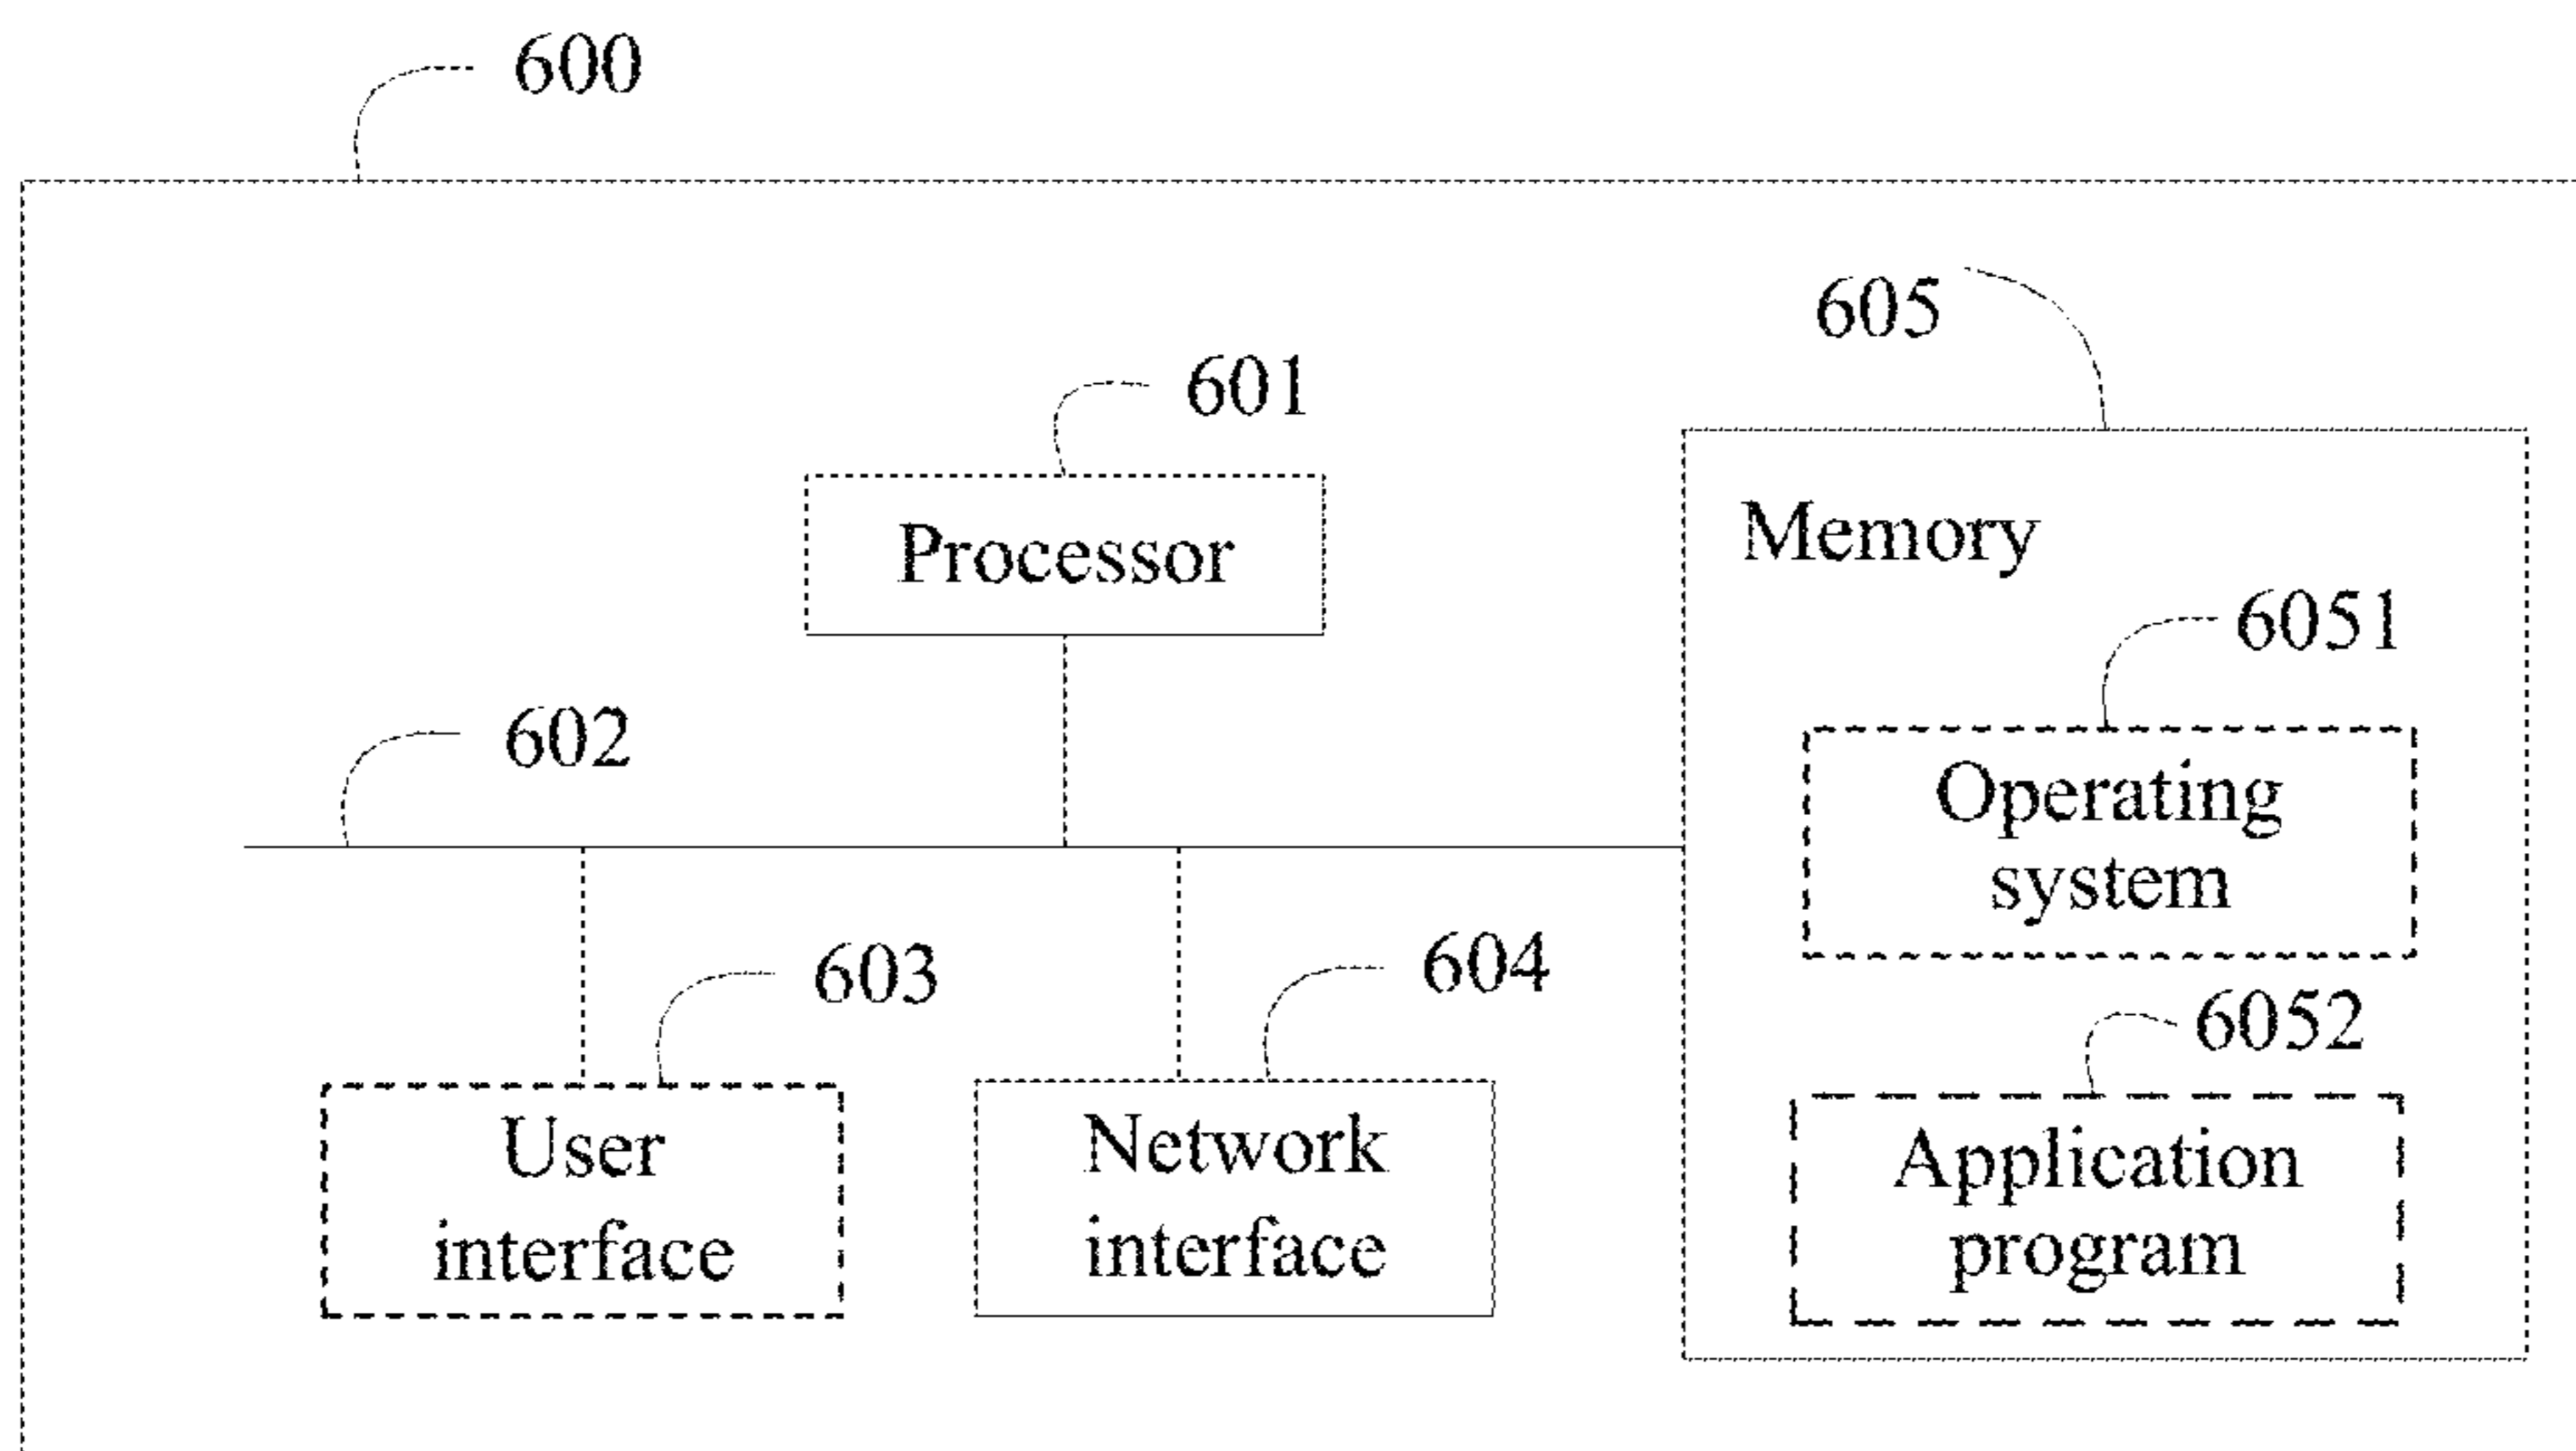 600
605
601
Processor
Memory
6051
602
Operating
system
603
604
6052
User
interface
Network
interface
Application
program